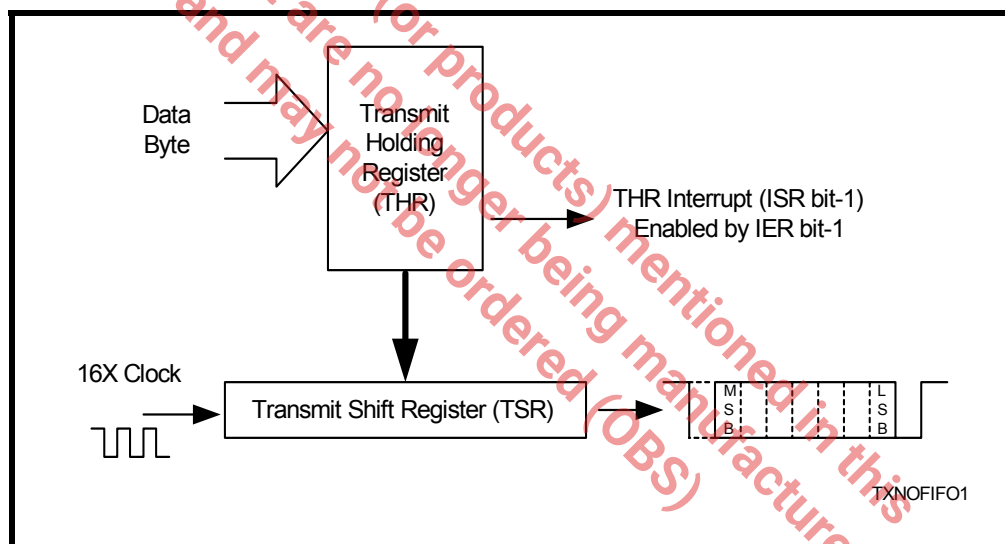 (or products) mentioned in this
are no longer being manufacture
and may not be ordered (OBS)
Data
Byte
Transmit
Holding
Register
(THR)
THR Interrupt (ISR bit-1)
Enabled by IER bit-1
16X Clock
Transmit Shift Register (TSR)
M
S
B
L
S
B
TXNOFIFO1